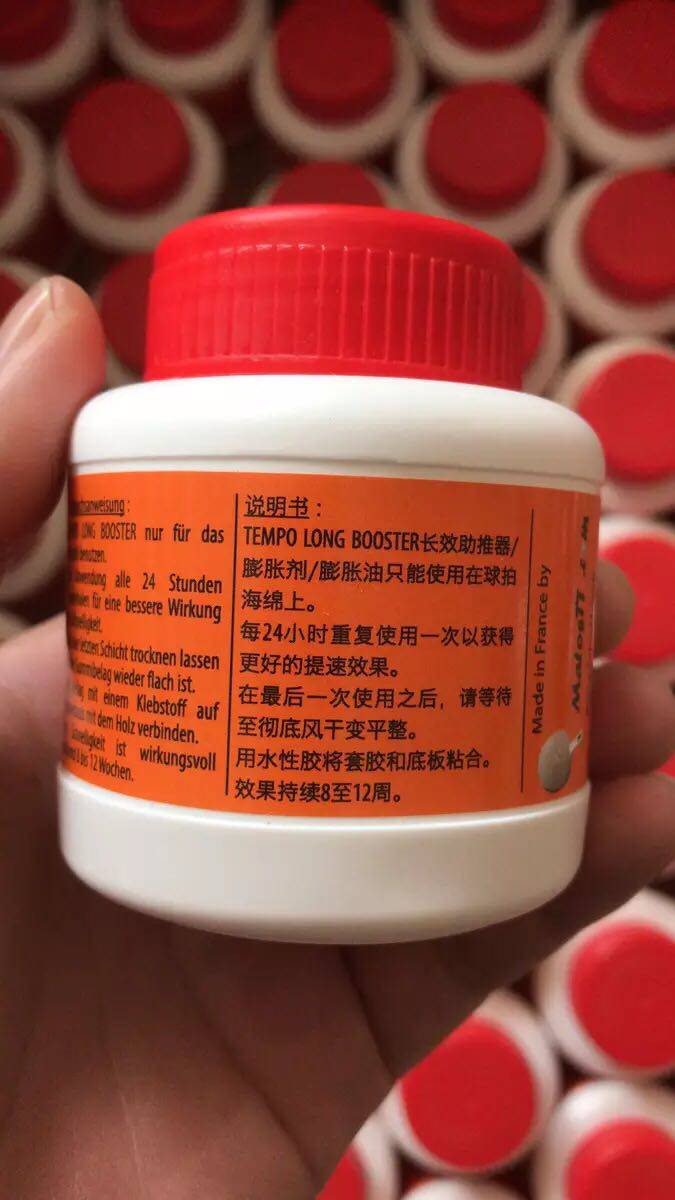 LONG BOOSTER nur für das
benutzen.
alle 24 Stunden
für eine bessere Wirkung
letzten Schicht trocknen lassen
wieder flach ist.
mit einem Klebstoff auf
mit dem Holz verbinden.
ist wirkungsvoll
bis 12 Wochen.
说明书：
TEMPO LONG BOOSTER长效助推器/
膨胀剂/膨胀油只能使用在球拍
海绵上。
每24小时重复使用一次以获得
更好的提速效果。
在最后一次使用之后，请等待
至彻底风干变平整。
用水性胶将套胶和底板粘合。
效果持续8至12周。
Made in France by